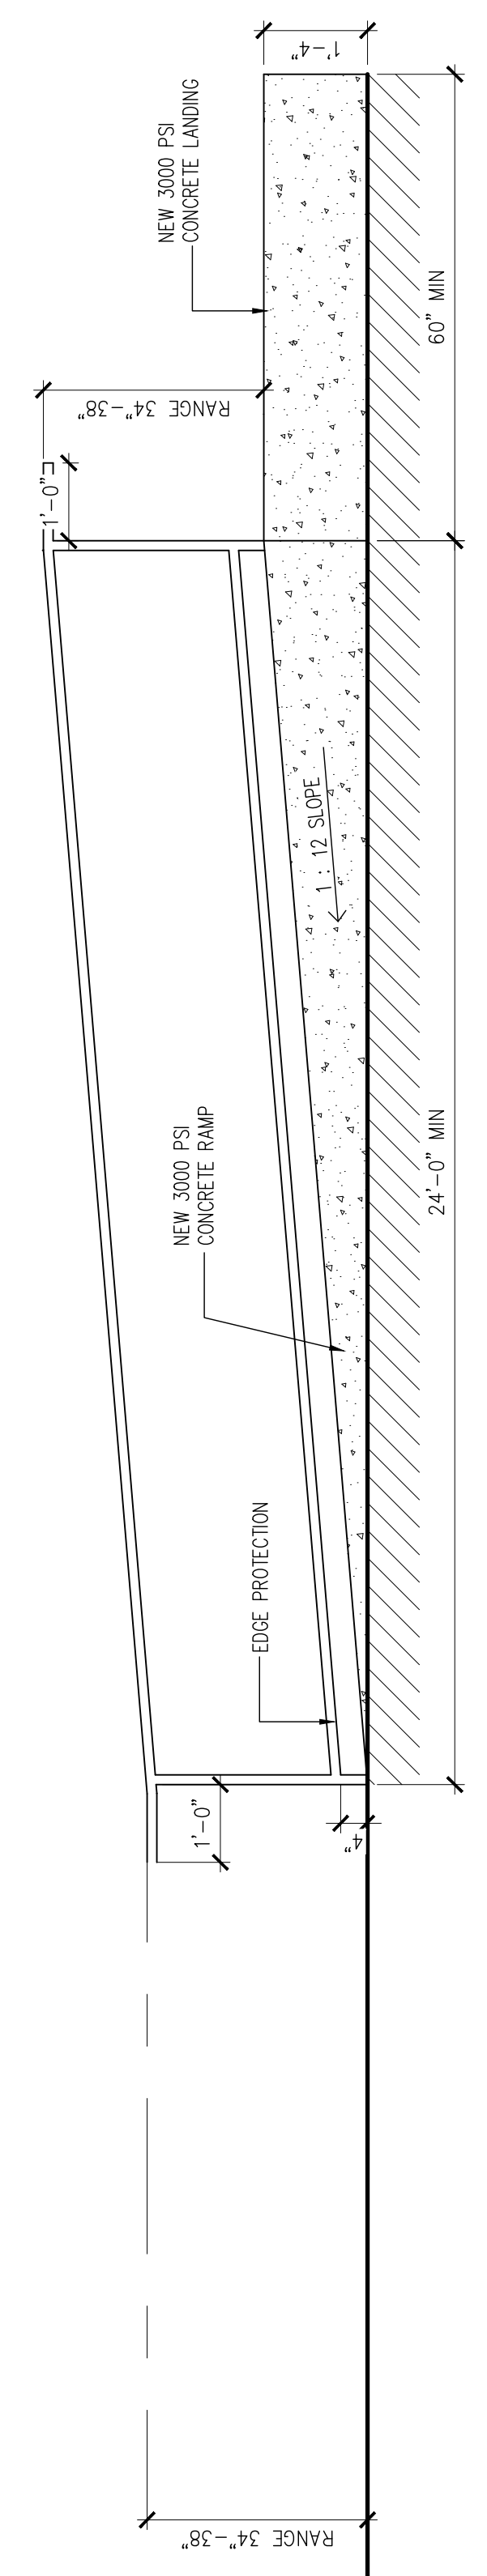 1'-4"
NEW 3000 PSI
CONCRETE LANDING
60" MIN
RANGE 34"-38"
1'-0"
1 : 12 SLOPE
NEW 3000 PSI
CONCRETE RAMP
24'-0" MIN
EDGE PROTECTION
1'-0"
4"
RANGE 34"-38"